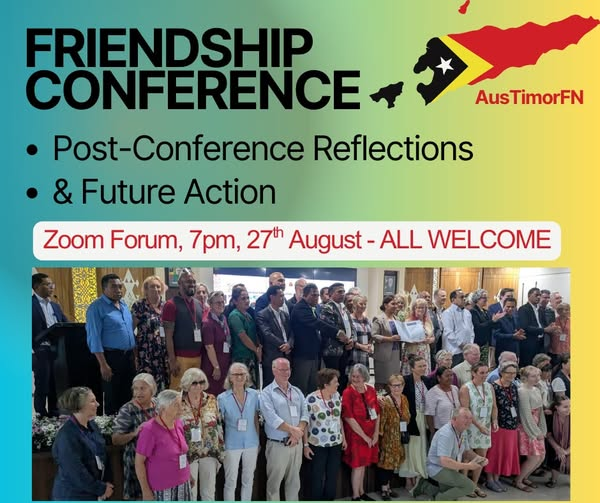 FRIENDSHIP
CONFERENCE
AusTimorFN
• Post-Conference Reflections
• & Future Action
Zoom Forum, 7pm, 27th August - ALL WELCOME